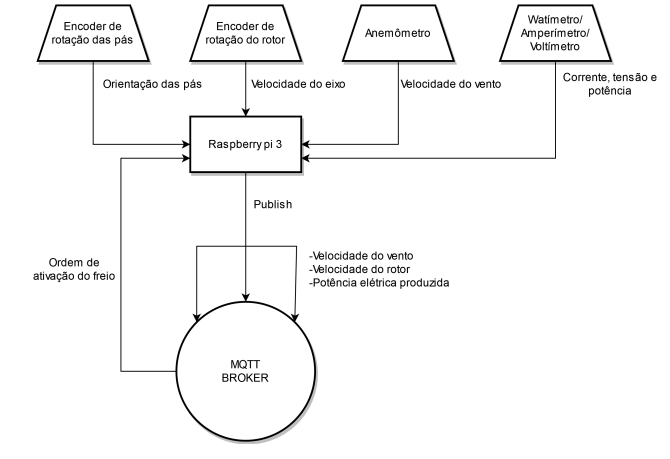 Encoder de
rotação das pás
Encoder de
rotação do rotor
Anemômetro
Watímetro/
Amperímetro/
Voltímetro
Orientação das pás
Velocidade do eixo
Velocidade do vento
Corrente, tensão e
potência
Raspberry pi 3
Publish
Ordem de
ativação do freio
-Velocidade do vento
-Velocidade do rotor
-Potência elétrica produzida
MQTT
BROKER